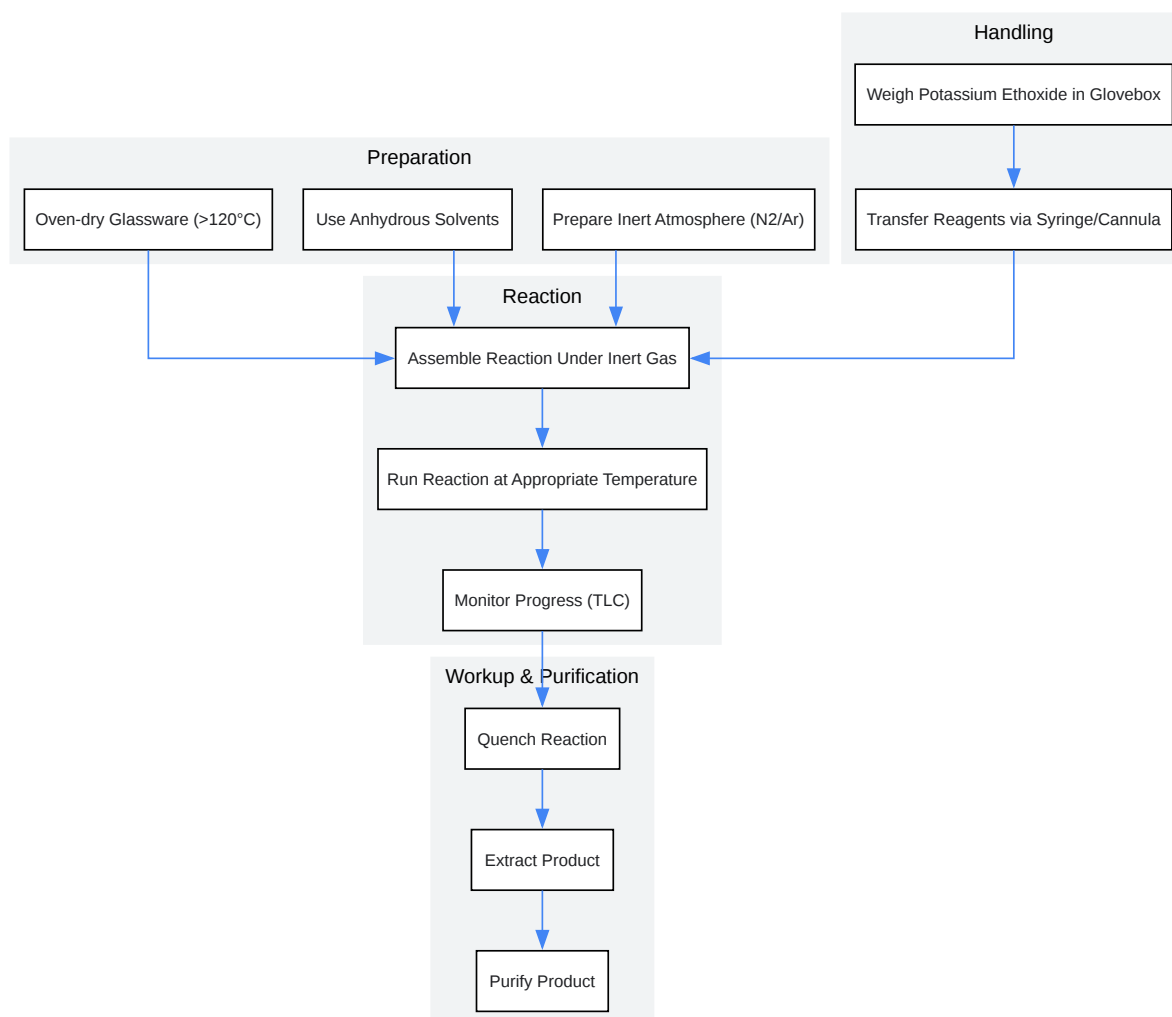 Handling
Weigh Potassium Ethoxide in Glovebox
Preparation
Oven-dry Glassware (>120°C)
Use Anhydrous Solvents
Prepare Inert Atmosphere (N2/Ar)
Transfer Reagents via Syringe/Cannula
Reaction
Assemble Reaction Under Inert Gas
Run Reaction at Appropriate Temperature
Monitor Progress (TLC)
Workup & Purification
Quench Reaction
Extract Product
Purify Product